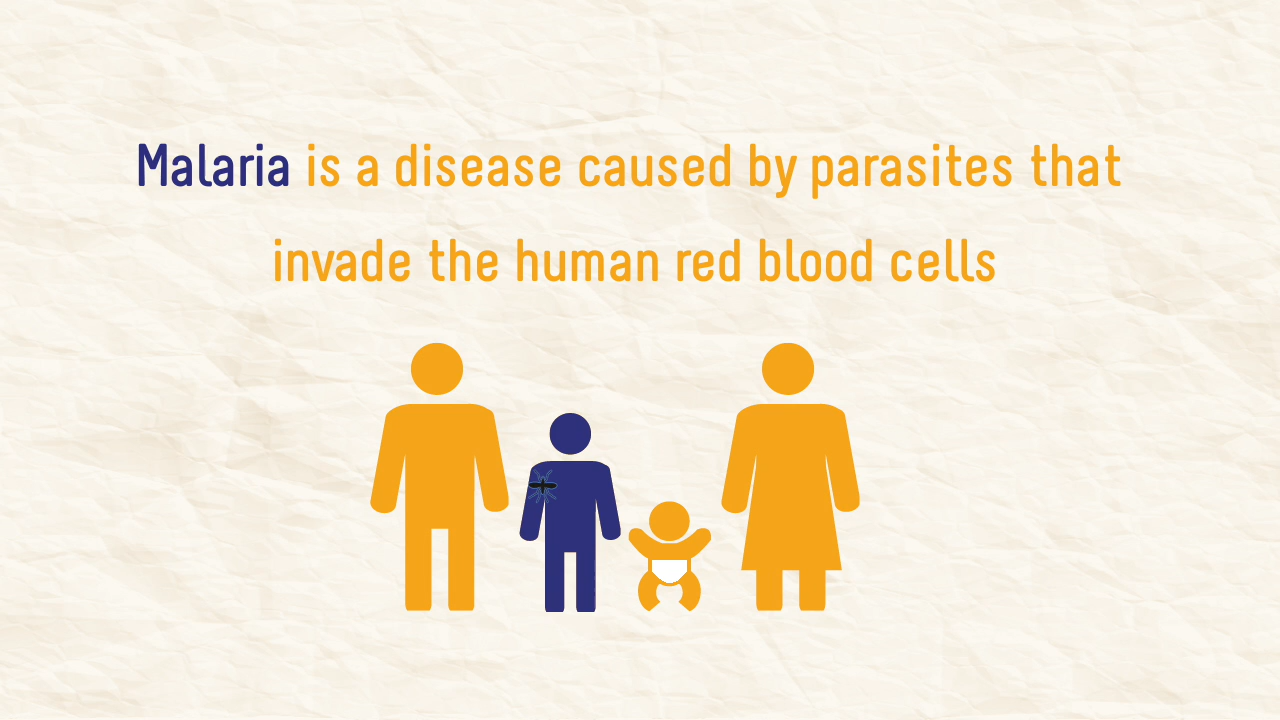 Malaria is a disease caused by parasites that
invade the human red blood cells